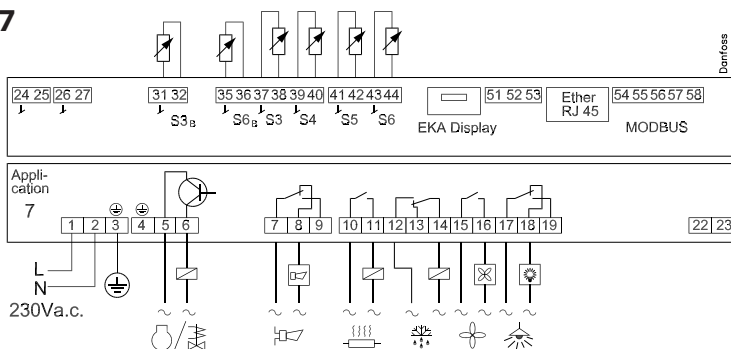 7
Danfoss
24 25 26 27 31 32 35 36 37 38 39 40 41 42 43 44 51 52 53 Ether RJ 45 54 55 56 57 58
S3B S6B S3 S4 S5 S6 EKA Display MODBUS
Appli-
cation
7
1 2 3 4 5 6 7 8 9 10 11 12 13 14 15 16 17 18 19 22 23
L
N
230Va.c.